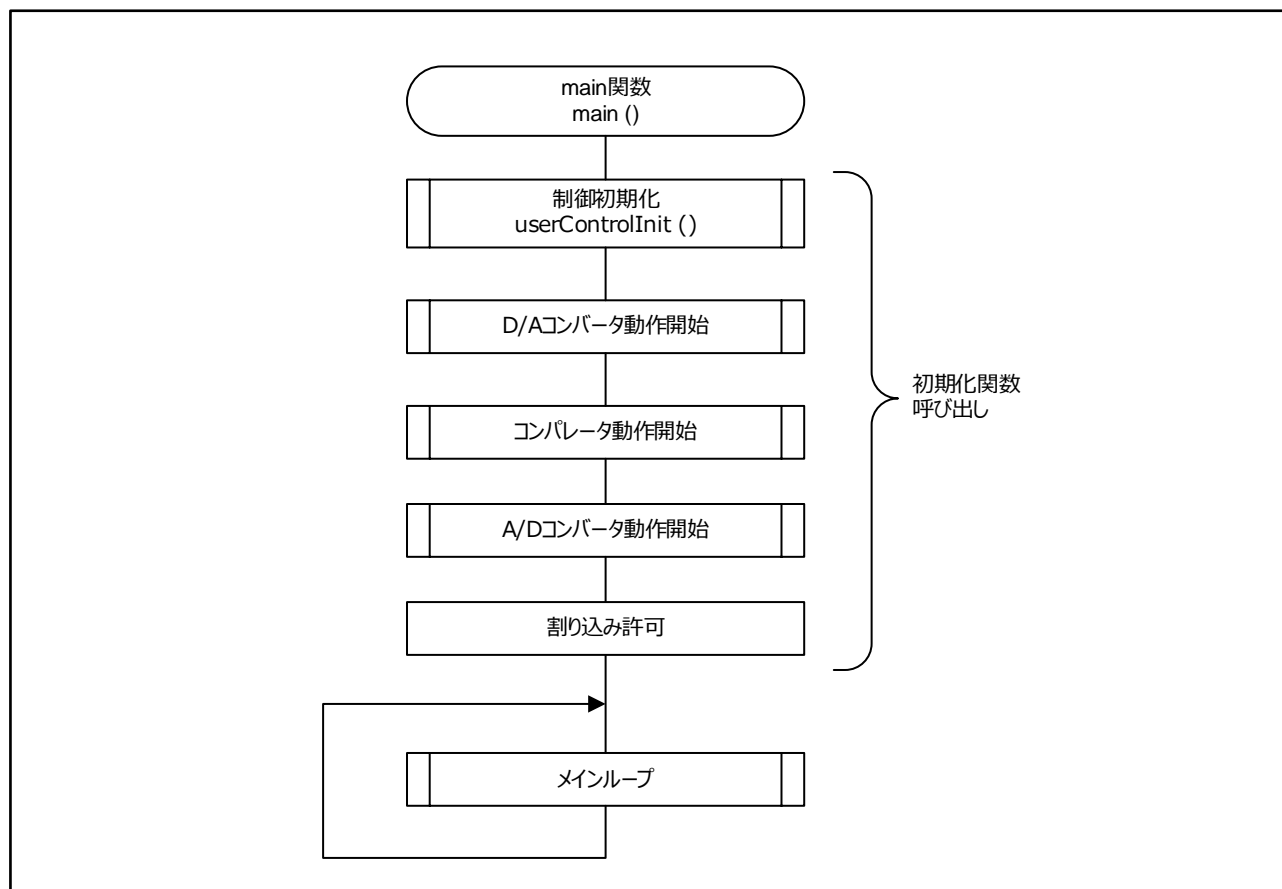 main関数
main ()
制御初期化
userControlInit ()
D/Aコンバータ動作開始
コンパレータ動作開始
A/Dコンバータ動作開始
割り込み許可
初期化関数
呼び出し
メインループ